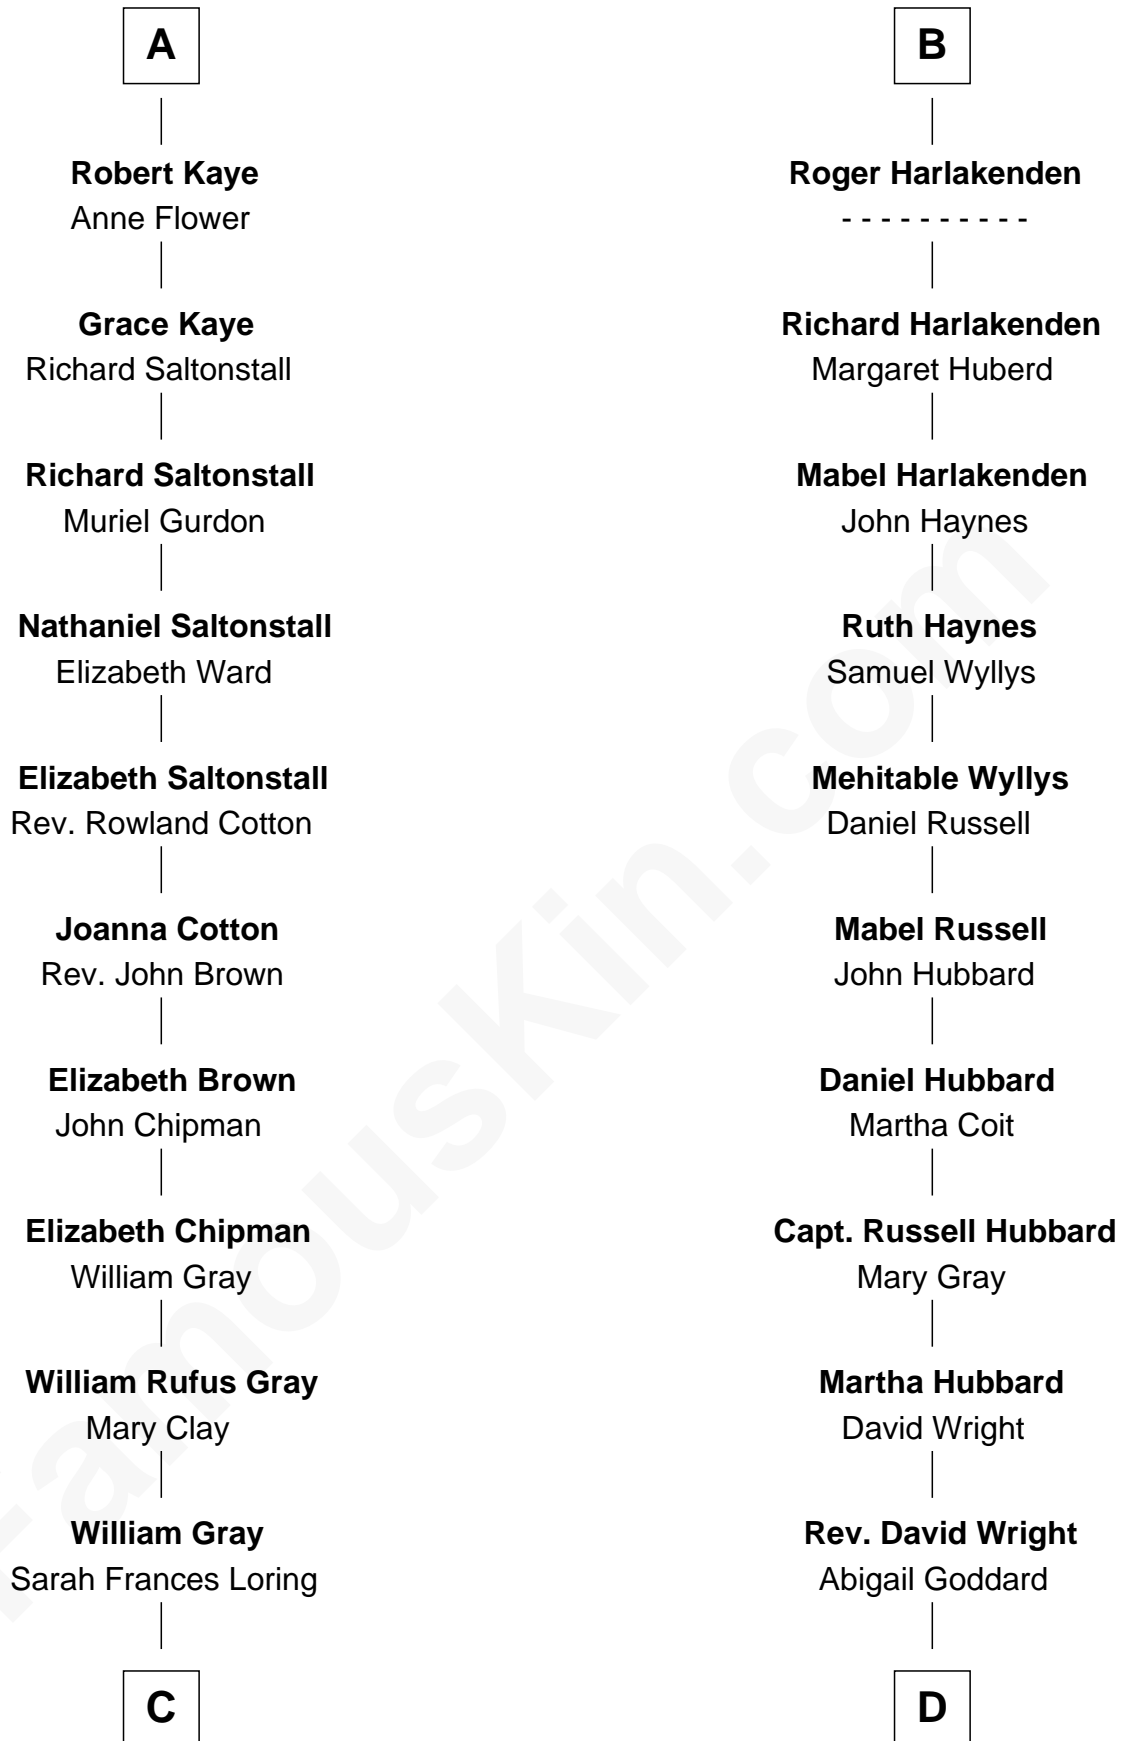 A
Robert Kaye
Anne Flower
Grace Kaye
Richard Saltonstall
Richard Saltonstall
Muriel Gurdon
Nathaniel Saltonstall
Elizabeth Ward
Elizabeth Saltonstall
Rev. Rowland Cotton
Joanna Cotton
Rev. John Brown
Elizabeth Brown
John Chipman
Elizabeth Chipman
William Gray
William Rufus Gray
Mary Clay
William Gray
Sarah Frances Loring
C
B
Roger Harlakenden
- - - - - - - - - -
Richard Harlakenden
Margaret Huberd
Mabel Harlakenden
John Haynes
Ruth Haynes
Samuel Wyllys
Mehitable Wyllys
Daniel Russell
Mabel Russell
John Hubbard
Daniel Hubbard
Martha Coit
Capt. Russell Hubbard
Mary Gray
Martha Hubbard
David Wright
Rev. David Wright
Abigail Goddard
D
FamousKin.com